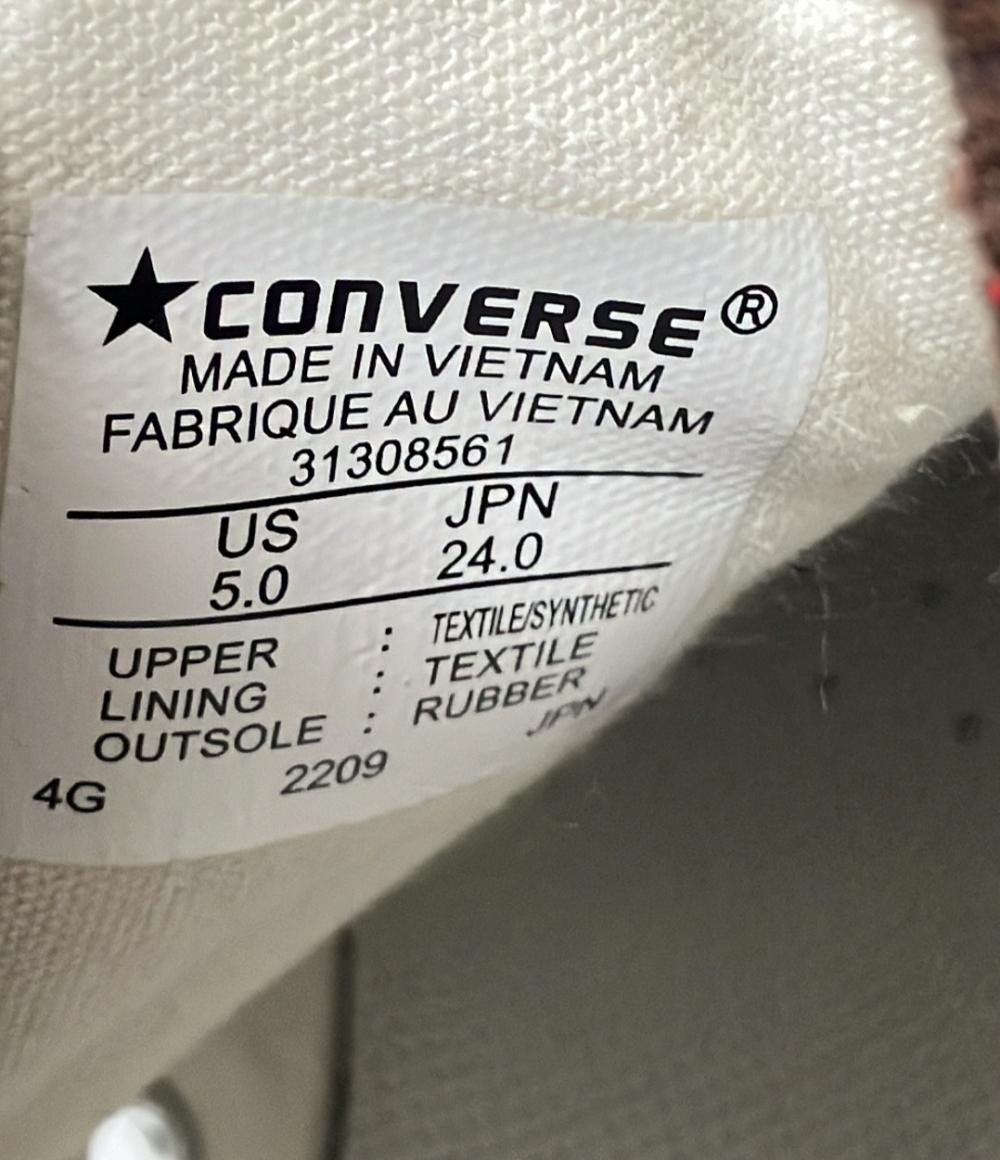 ★CONVERSE®
MADE IN VIETNAM
FABRIQUE AU VIETNAM
31308561
US JPN
5.0 24.0
UPPER : TEXTILE/SYNTHETIC
LINING : TEXTILE
OUTSOLE : RUBBER
4G 2209 JPN